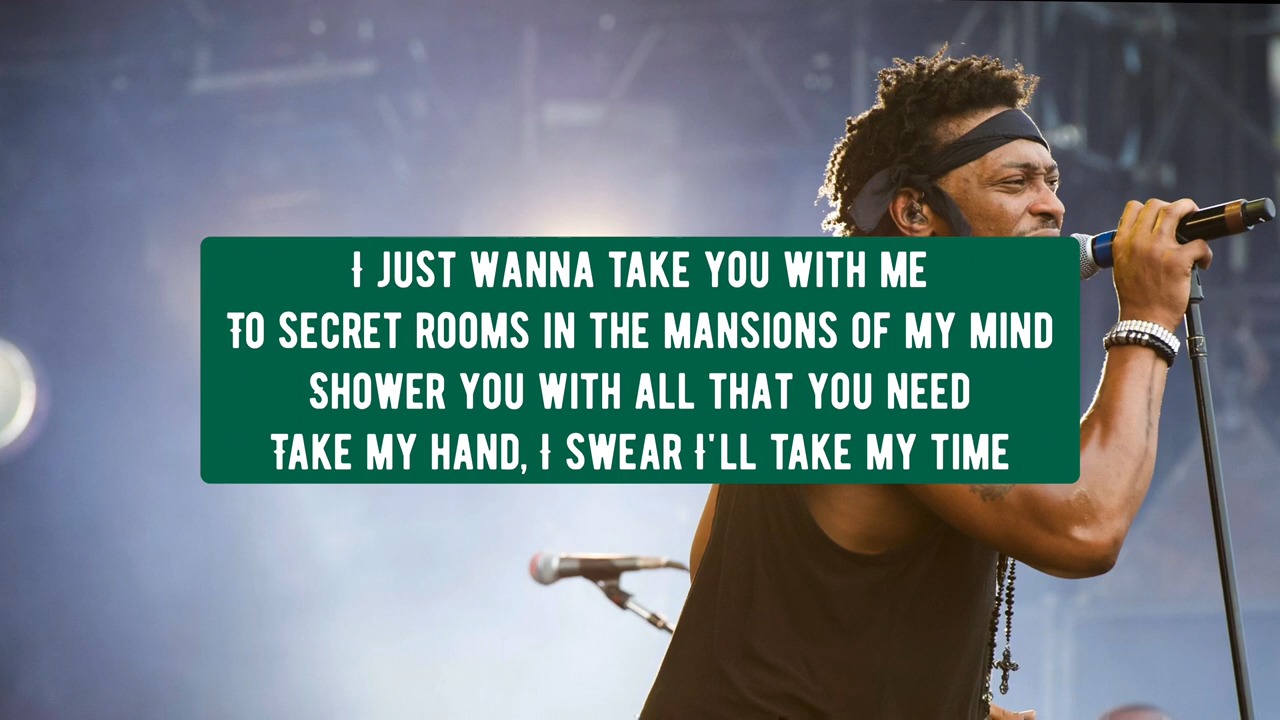 I JUST WANNA TAKE YOU WITH ME
TO SECRET ROOMS IN THE MANSIONS OF MY MIND
SHOWER YOU WITH ALL THAT YOU NEED
TAKE MY HAND, I SWEAR I'LL TAKE MY TIME